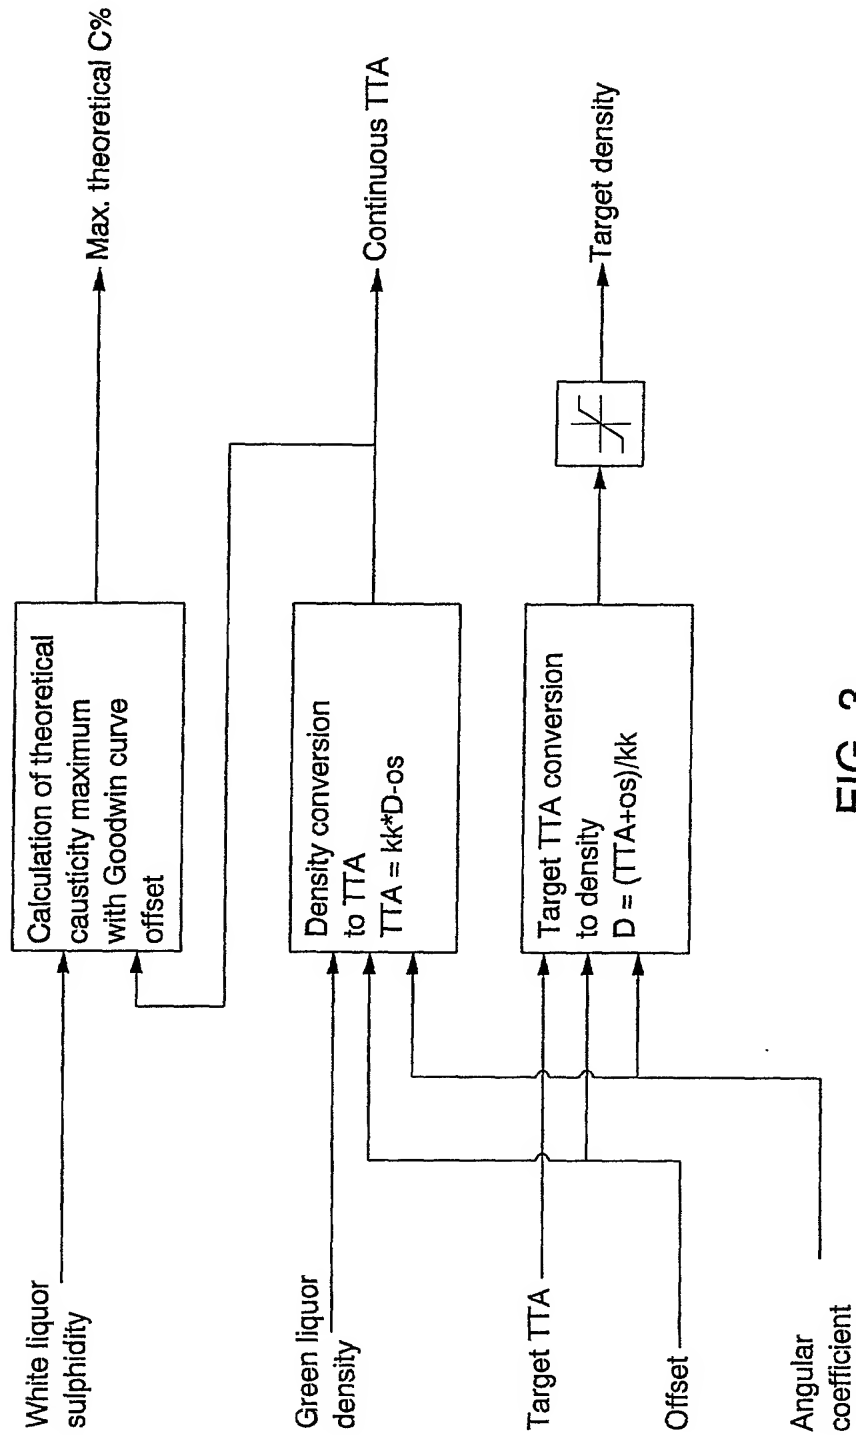 White liquor
sulphidity
Calculation of theoretical
causticity maximum
with Goodwin curve
offset
Max. theoretical C%
Green liquor
density
Density conversion
to TTA
TTA = kk*D-os
Continuous TTA
Target TTA
Target TTA conversion
to density
D = (TTA+os)/kk
Target density
Offset
Angular
coefficient
FIG. 3